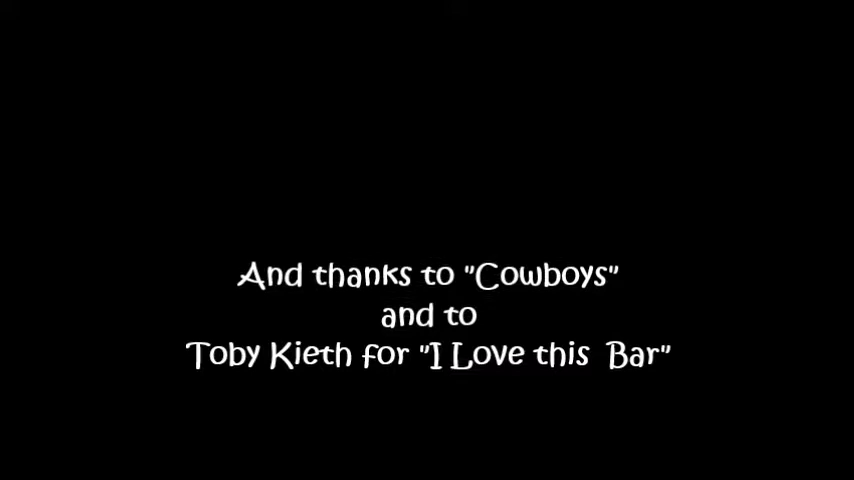 And thanks to "Cowboys"
and to
Toby Kieth for "I Love this Bar"